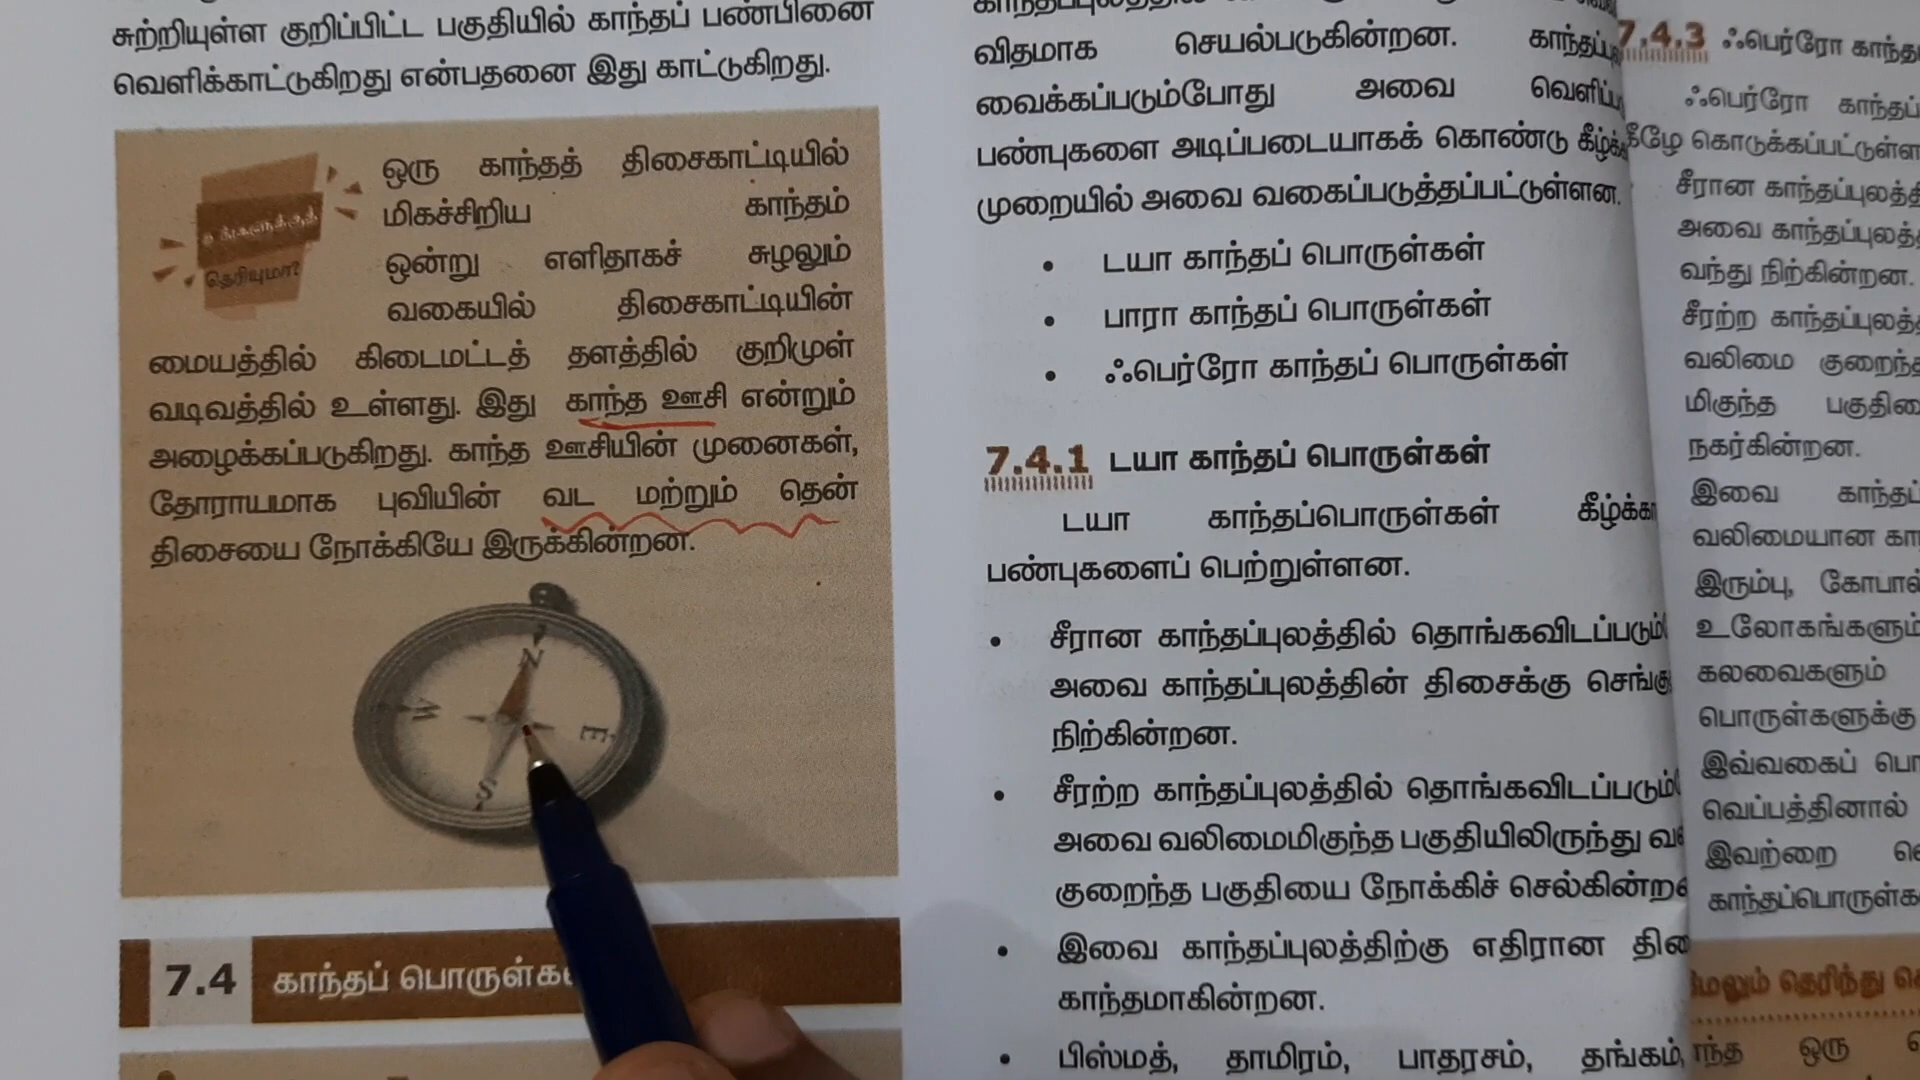 சுற்றியுள்ள குறிப்பிட்ட பகுதியில் காந்தப் பண்பினை
வெளிக்காட்டுகிறது என்பதனை இது காட்டுகிறது.
உங்களுக்குத்
தெரியுமா?
ஒரு காந்தத் திசைகாட்டியில்
மிகச்சிறிய காந்தம்
ஒன்று எளிதாகச் சுழலும்
வகையில் திசைகாட்டியின்
மையத்தில் கிடைமட்டத் தளத்தில் குறிமுள்
வடிவத்தில் உள்ளது. இது காந்த ஊசி என்றும்
அழைக்கப்படுகிறது. காந்த ஊசியின் முனைகள்,
தோராயமாக புவியின் வட மற்றும் தென்
திசையை நோக்கியே இருக்கின்றன.
N
W
E
S
7.4 காந்தப் பொருள்க
விதமாக செயல்படுகின்றன.
வைக்கப்படும்போது அவை
பண்புகளை அடிப்படையாகக் கொண்டு
முறையில் அவை வகைப்படுத்தப்பட்டுள்ளன.
• டயா காந்தப் பொருள்கள்
• பாரா காந்தப் பொருள்கள்
• ஃபெர்ரோ காந்தப் பொருள்கள்
7.4.1 டயா காந்தப் பொருள்கள்
டயா காந்தப்பொருள்கள்
பண்புகளைப் பெற்றுள்ளன.
• சீரான காந்தப்புலத்தில் தொங்கவிடப்படும்
அவை காந்தப்புலத்தின் திசைக்கு செங்கு
நிற்கின்றன.
• சீரற்ற காந்தப்புலத்தில் தொங்கவிடப்படும்
அவை வலிமைமிகுந்த பகுதியிலிருந்து
குறைந்த பகுதியை நோக்கிச் செல்கின்ற
• இவை காந்தப்புலத்திற்கு எதிரான
காந்தமாகின்றன.
• பிஸ்மத், தாமிரம், பாதரசம், தங்கம்,
7.4.3 ஃபெர்ரோ
ஃபெர்ரோ காந்தப்
கீழே கொடுக்கப்பட்டுள்ள
சீரான காந்தப்புலத்தி
அவை காந்தப்புலத்
வந்து நிற்கின்றன.
சீரற்ற காந்தப்புலத்
வலிமை குறைந்த
மிகுந்த
நகர்கின்றன.
இவை காந்தப்
வலிமையான
இரும்பு,
உலோகங்களும்
கலவைகளும்
பொருள்களுக்கு
இவ்வகைப்
வெப்பத்தினால்
இவற்றை
காந்தப்பொருள்க
மேலும் தெரிந்து
ஒரு